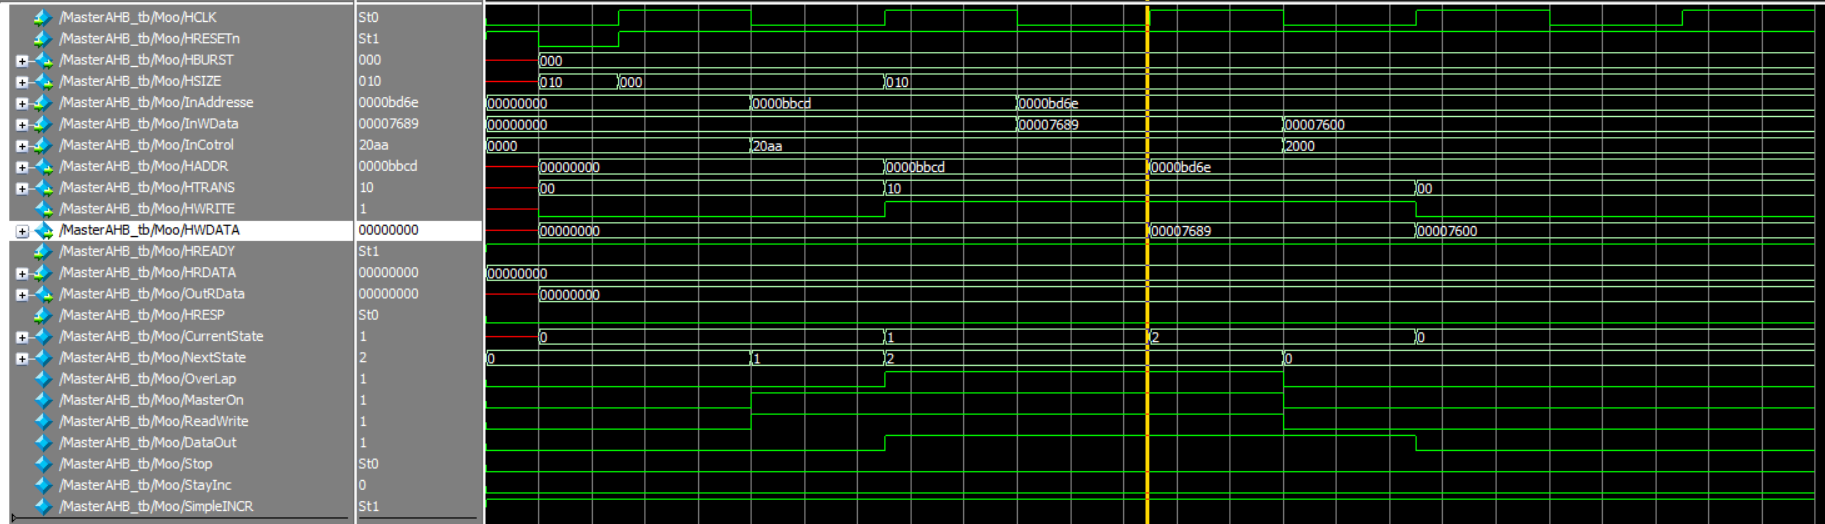 /MasterAHB_tb/Moo/HCLK St0
/MasterAHB_tb/Moo/HRESETn St1
/MasterAHB_tb/Moo/HBURST 000 000
/MasterAHB_tb/Moo/HSIZE 010 010 000 010
/MasterAHB_tb/Moo/InAddresse 0000bd6e 00000000 0000bbcd 0000bd6e
/MasterAHB_tb/Moo/InWData 00007689 00000000 00007689 00007600
/MasterAHB_tb/Moo/InCotrol 20aa 0000 20aa 2000
/MasterAHB_tb/Moo/HADDR 0000bbcd 00000000 0000bbcd 0000bd6e
/MasterAHB_tb/Moo/HTRANS 10 00 10 00
/MasterAHB_tb/Moo/HWRITE 1
/MasterAHB_tb/Moo/HWDATA 00000000 00000000 00007689 00007600
/MasterAHB_tb/Moo/HREADY St1
/MasterAHB_tb/Moo/HRDATA 00000000 00000000
/MasterAHB_tb/Moo/OutRData 00000000 00000000
/MasterAHB_tb/Moo/HRESP St0
/MasterAHB_tb/Moo/CurrentState 1 0 1 2 0
/MasterAHB_tb/Moo/NextState 2 0 1 2 0
/MasterAHB_tb/Moo/OverLap 1
/MasterAHB_tb/Moo/MasterOn 1
/MasterAHB_tb/Moo/ReadWrite 1
/MasterAHB_tb/Moo/DataOut 1
/MasterAHB_tb/Moo/Stop St0
/MasterAHB_tb/Moo/StayInc 0
/MasterAHB_tb/Moo/SimpleINCR St1